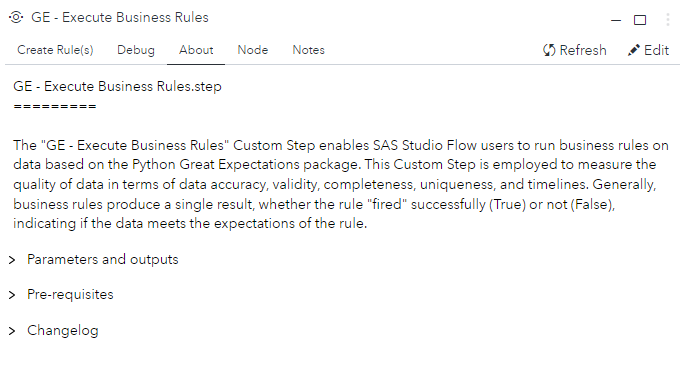 GE - Execute Business Rules
Create Rule(s) Debug About Node Notes Refresh Edit
GE - Execute Business Rules.step
=========
The "GE - Execute Business Rules" Custom Step enables SAS Studio Flow users to run business rules on
data based on the Python Great Expectations package. This Custom Step is employed to measure the
quality of data in terms of data accuracy, validity, completeness, uniqueness, and timelines. Generally,
business rules produce a single result, whether the rule "fired" successfully (True) or not (False),
indicating if the data meets the expectations of the rule.
> Parameters and outputs
> Pre-requisites
> Changelog